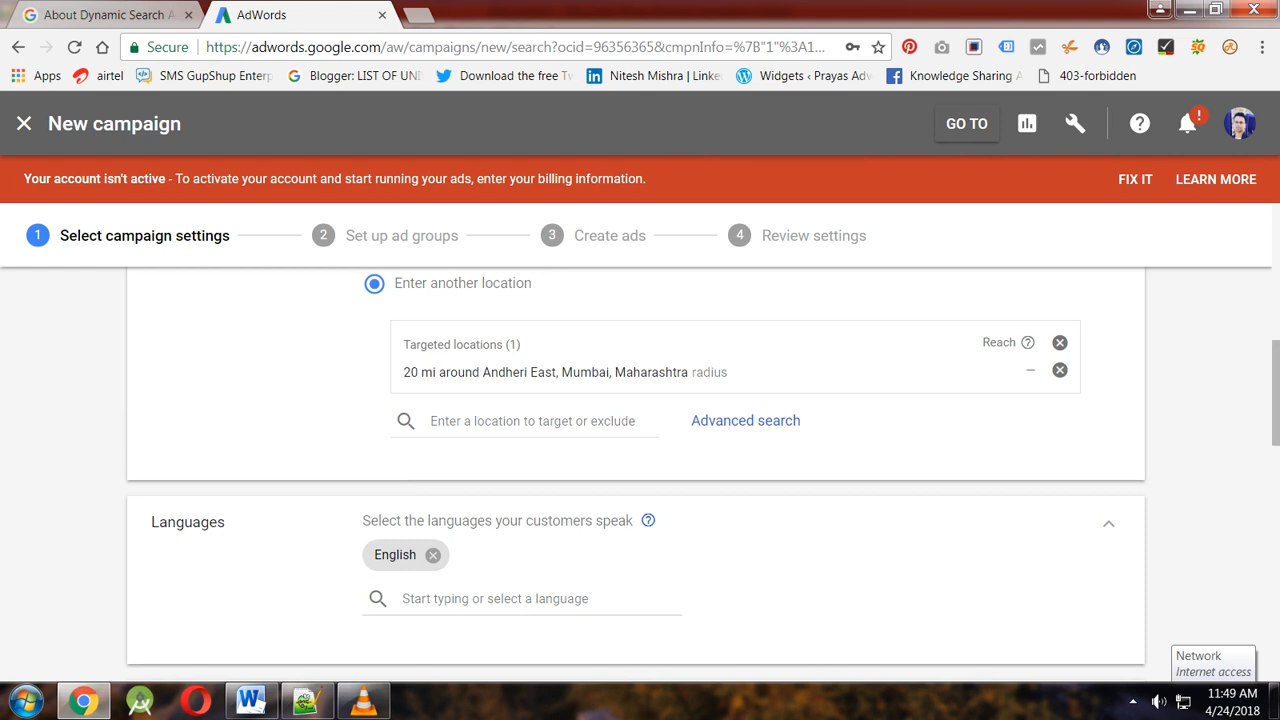 About Dynamic Search A
AdWords
Secure
https://adwords.google.com/aw/campaigns/new/search?ocid=96356365&cmpnInfo=%7B"1"%3A1...
Apps
airtel
SMS GupShup Enterp
Blogger: LIST OF UNI
Download the free Tw
Nitesh Mishra | Linke
Widgets ‹ Prayas Adv
Knowledge Sharing A
403-forbidden
New campaign
GO TO
!
Your account isn't active - To activate your account and start running your ads, enter your billing information.
FIX IT
LEARN MORE
1 Select campaign settings
2 Set up ad groups
3 Create ads
4 Review settings
Enter another location
Targeted locations (1)
Reach
20 mi around Andheri East, Mumbai, Maharashtra radius
–
Enter a location to target or exclude
Advanced search
Languages
Select the languages your customers speak
English
Start typing or select a language
Network
Internet access
11:49 AM
4/24/2018